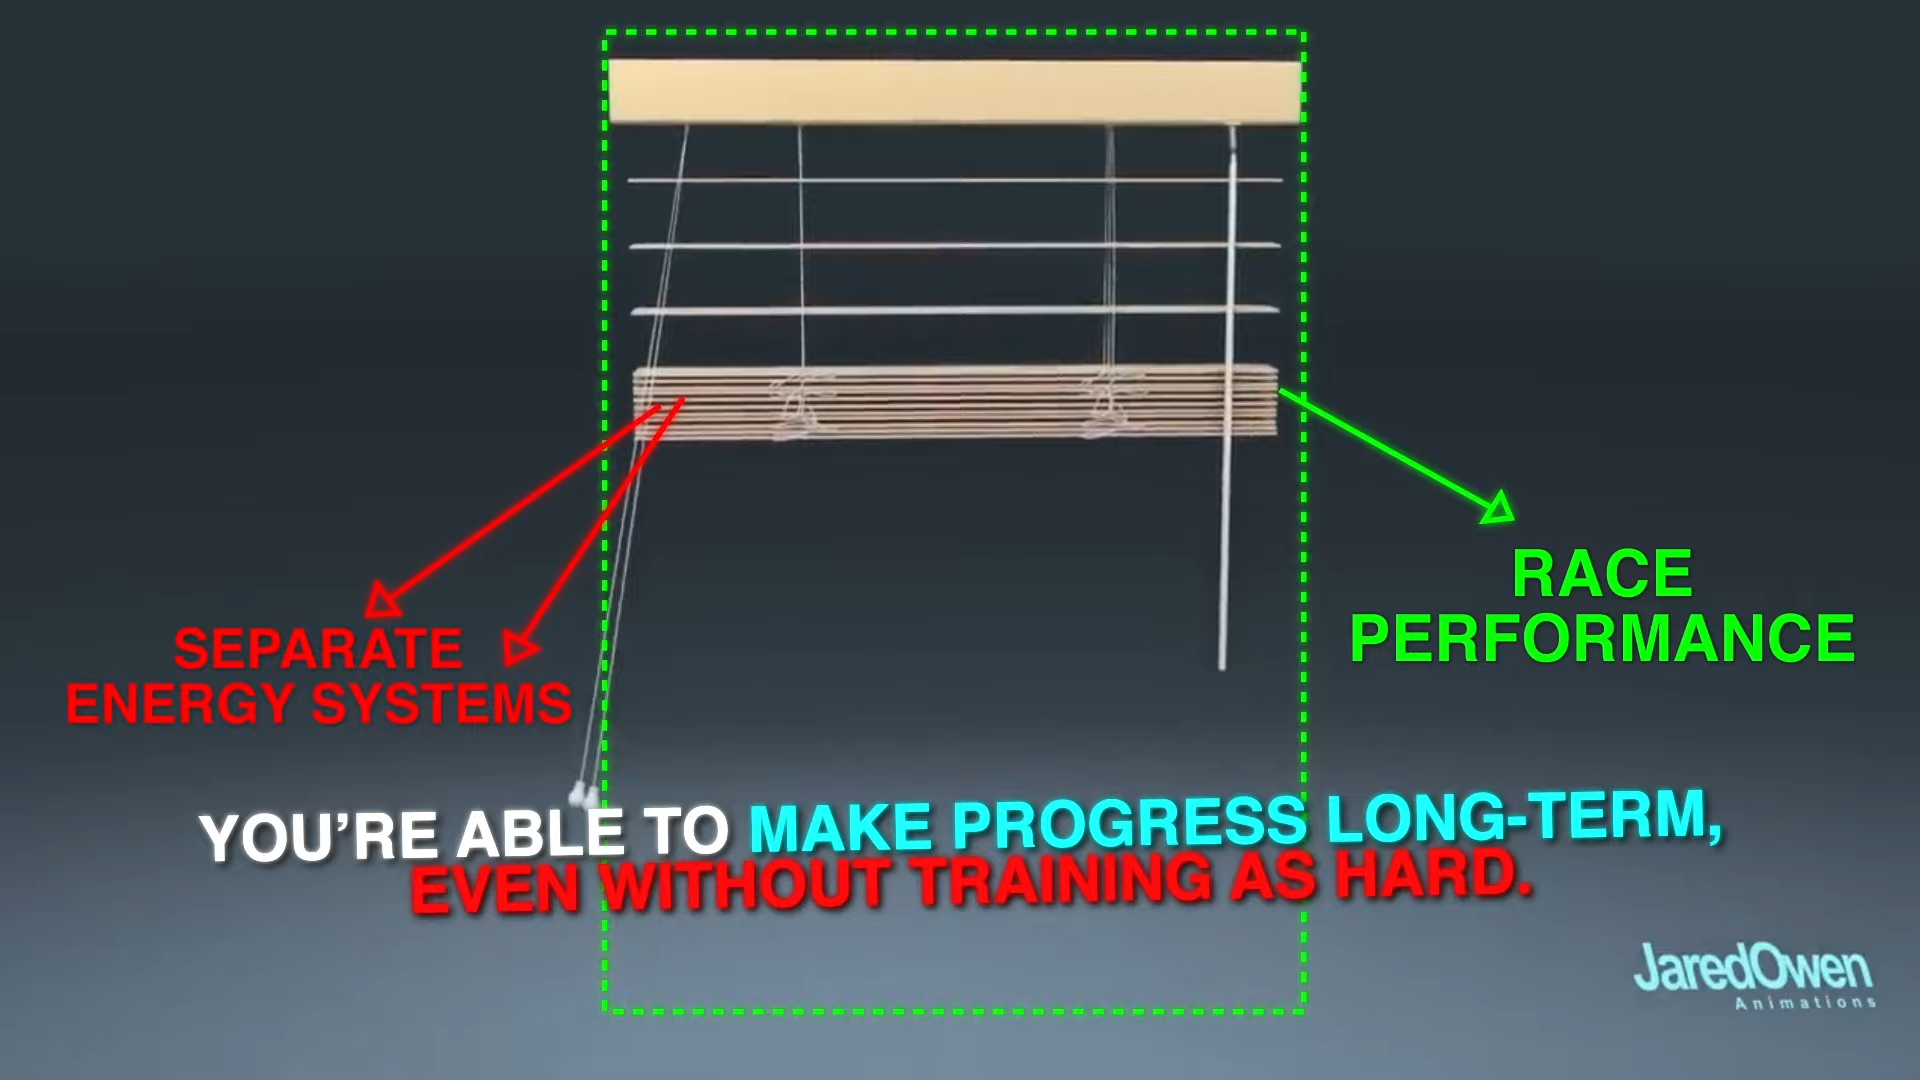 SEPARATE
ENERGY SYSTEMS
RACE
PERFORMANCE
YOU'RE ABLE TO MAKE PROGRESS LONG-TERM,
EVEN WITHOUT TRAINING AS HARD.
JaredOwen
Animations